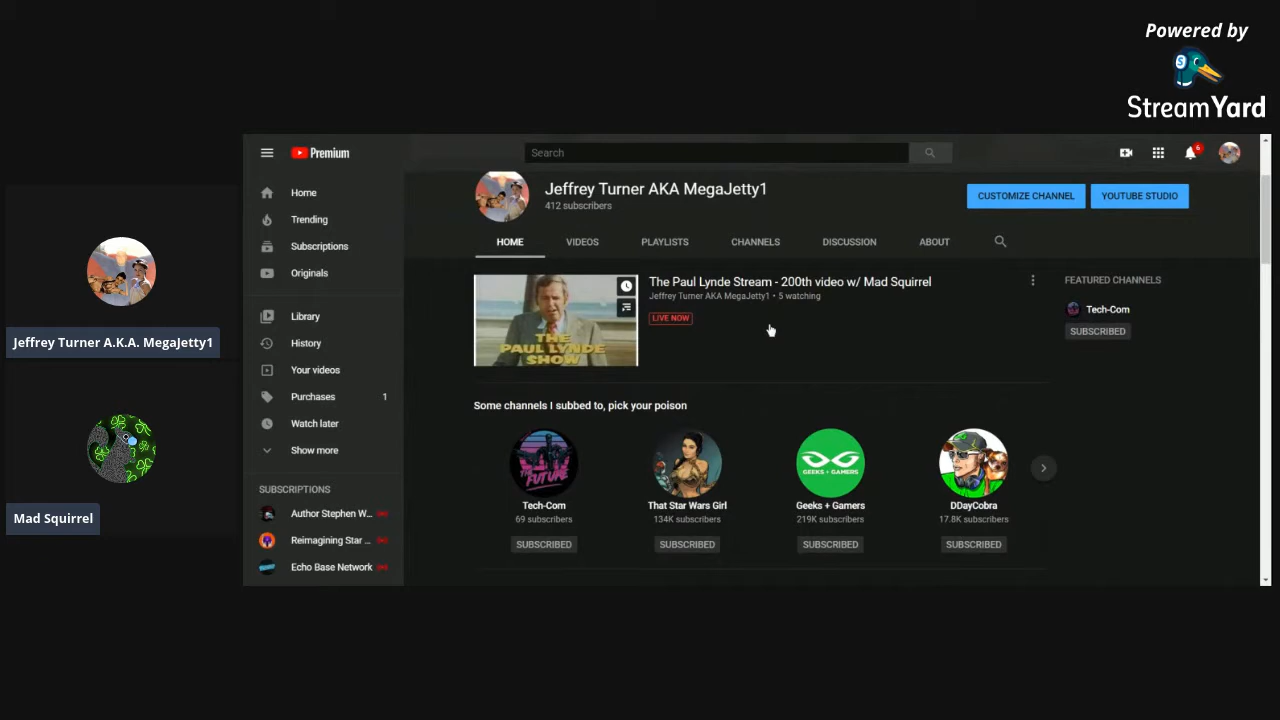 Powered by
StreamYard
Premium
Search
6
Home
Trending
Subscriptions
Originals
Library
History
Your videos
Purchases 1
Watch later
Show more
SUBSCRIPTIONS
Author Stephen W...
Reimagining Star ...
Echo Base Network
Jeffrey Turner AKA MegaJetty1
412 subscribers
CUSTOMIZE CHANNEL
YOUTUBE STUDIO
HOME
VIDEOS
PLAYLISTS
CHANNELS
DISCUSSION
ABOUT
THE
PAUL LYNDE
SHOW
The Paul Lynde Stream - 200th video w/ Mad Squirrel
Jeffrey Turner AKA MegaJetty1 • 5 watching
LIVE NOW
FEATURED CHANNELS
Tech-Com
SUBSCRIBED
Some channels I subbed to, pick your poison
THE FUTURE
GEEKS + GAMERS
Tech-Com
69 subscribers
SUBSCRIBED
That Star Wars Girl
134K subscribers
SUBSCRIBED
Geeks + Gamers
219K subscribers
SUBSCRIBED
DDayCobra
17.8K subscribers
SUBSCRIBED
Jeffrey Turner A.K.A. MegaJetty1
Mad Squirrel